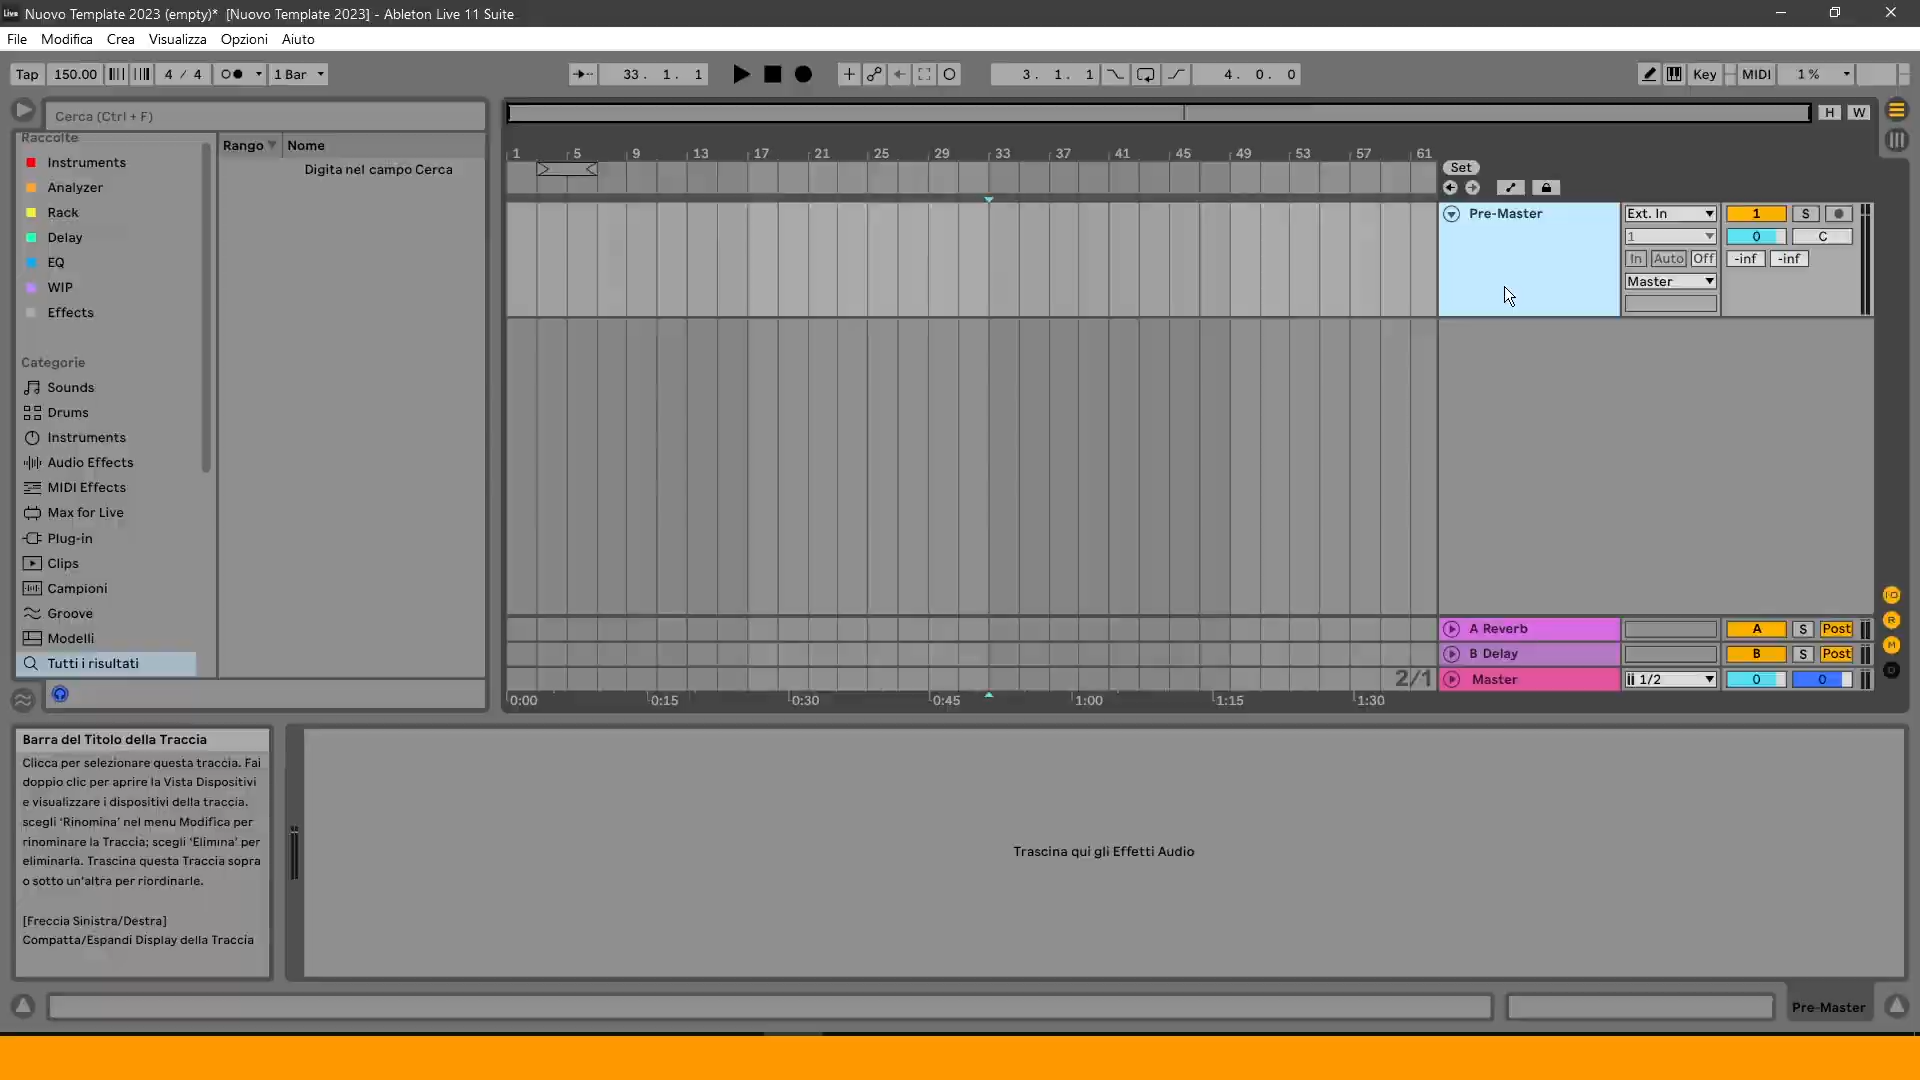 Nuovo Template 2023 (empty)* [Nuovo Template 2023] - Ableton Live 11 Suite
File Modifica Crea Visualizza Opzioni Aiuto
Tap 150.00 4 / 4 1 Bar 33. 1. 1 3. 1. 1 4. 0. 0 Key MIDI 1 %
Cerca (Ctrl + F)
H W
Raccolte
Rango Nome
Digita nel campo Cerca
Instruments
Analyzer
Rack
Delay
EQ
WIP
Effects
Categorie
Sounds
Drums
Instruments
Audio Effects
MIDI Effects
Max for Live
Plug-in
Clips
Campioni
Groove
Modelli
Tutti i risultati
1 5 9 13 17 21 25 29 33 37 41 45 49 53 57 61
Set
Pre-Master Ext. In 1 S
1 0 C
In Auto Off -inf -inf
Master
A Reverb A S Post
B Delay B S Post
2/1 Master 1/2 0 0
0:00 0:15 0:30 0:45 1:00 1:15 1:30
R
M
D
Barra del Titolo della Traccia
Clicca per selezionare questa traccia. Fai
doppio clic per aprire la Vista Dispositivi
e visualizzare i dispositivi della traccia.
scegli ‘Rinomina’ nel menu Modifica per
rinominare la Traccia; scegli ‘Elimina’ per
eliminarla. Trascina questa Traccia sopra
o sotto un'altra per riordinarle.
[Freccia Sinistra/Destra]
Compatta/Espandi Display della Traccia
Trascina qui gli Effetti Audio
Pre-Master